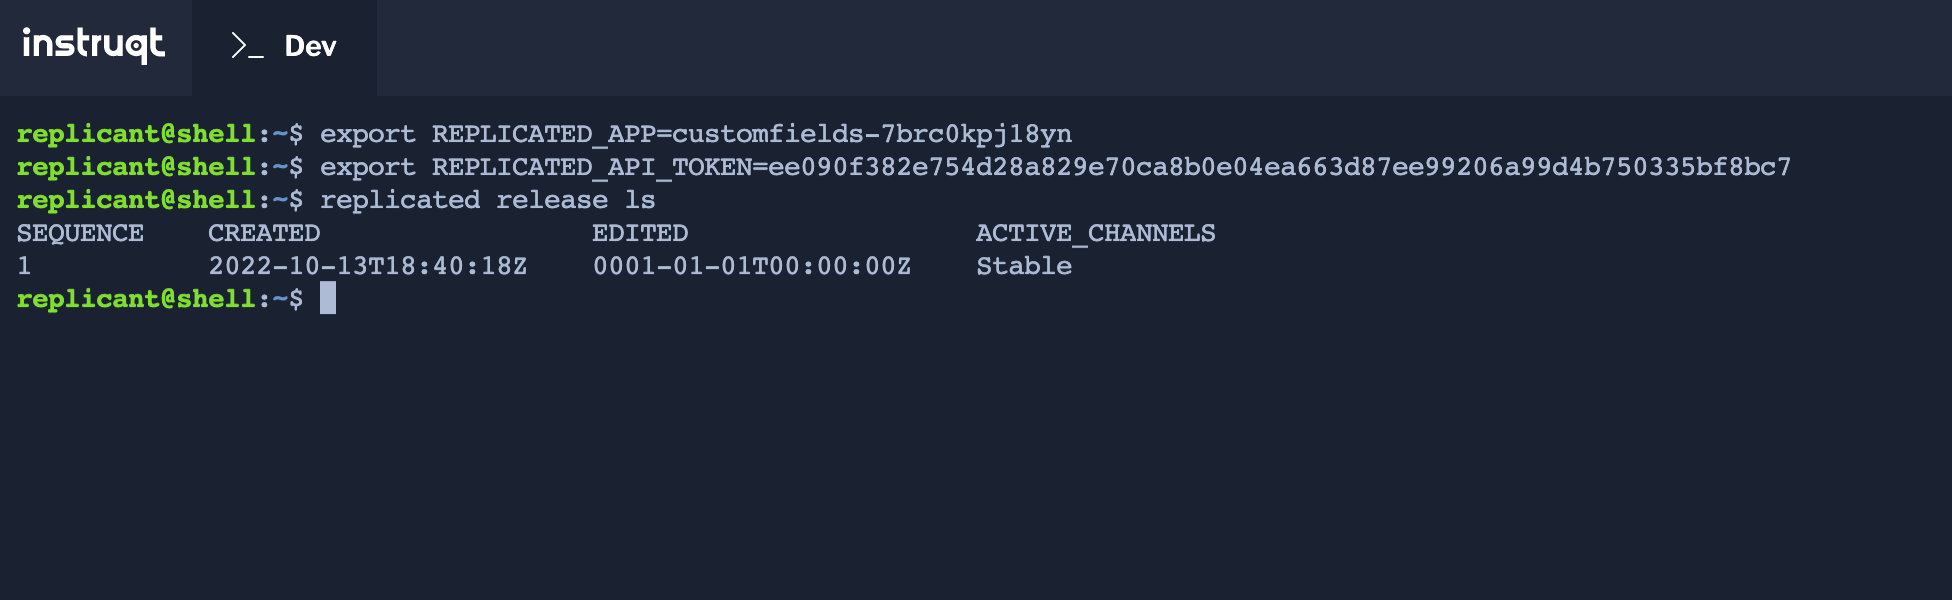 instruqt >_ Dev
replicant@shell:~$ export REPLICATED_APP=customfields-7brc0kpj18yn
replicant@shell:~$ export REPLICATED_API_TOKEN=ee090f382e754d28a829e70ca8b0e04ea663d87ee99206a99d4b750335bf8bc7
replicant@shell:~$ replicated release ls
SEQUENCE    CREATED                 EDITED                  ACTIVE_CHANNELS
1           2022-10-13T18:40:18Z    0001-01-01T00:00:00Z    Stable
replicant@shell:~$